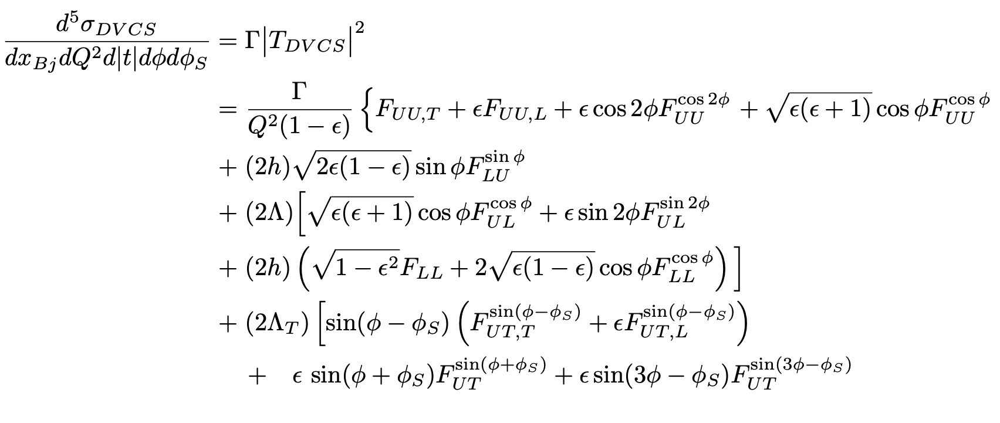 \frac{d^5\sigma_{DVCS}}{dx_{Bj}dQ^2d|t|d\phi d\phi_S} = \Gamma|T_{DVCS}|^2
= \frac{\Gamma}{Q^2(1-\epsilon)} \Big\{ F_{UU,T} + \epsilon F_{UU,L} + \epsilon \cos 2\phi F_{UU}^{\cos 2\phi} + \sqrt{\epsilon(\epsilon+1)} \cos\phi F_{UU}^{\cos\phi}
+ (2h)\sqrt{2\epsilon(1-\epsilon)} \sin\phi F_{LU}^{\sin\phi}
+ (2\Lambda)\Big[ \sqrt{\epsilon(\epsilon+1)} \cos\phi F_{UL}^{\cos\phi} + \epsilon \sin 2\phi F_{UL}^{\sin 2\phi}
+ (2h)\left( \sqrt{1-\epsilon^2} F_{LL} + 2\sqrt{\epsilon(1-\epsilon)} \cos\phi F_{LL}^{\cos\phi} \right) \Big]
+ (2\Lambda_T)\Big[ \sin(\phi-\phi_S) \left( F_{UT,T}^{\sin(\phi-\phi_S)} + \epsilon F_{UT,L}^{\sin(\phi-\phi_S)} \right)
+ \epsilon \sin(\phi+\phi_S) F_{UT}^{\sin(\phi+\phi_S)} + \epsilon \sin(3\phi-\phi_S) F_{UT}^{\sin(3\phi-\phi_S)}